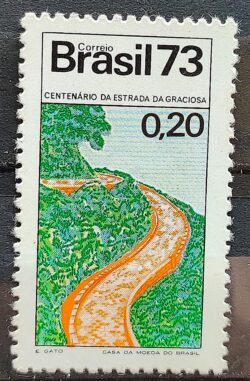 Correio
Brasil 73
CENTENÁRIO DA ESTRADA DA GRACIOSA
0,20
E. GATO CASA DA MOEDA DO BRASIL